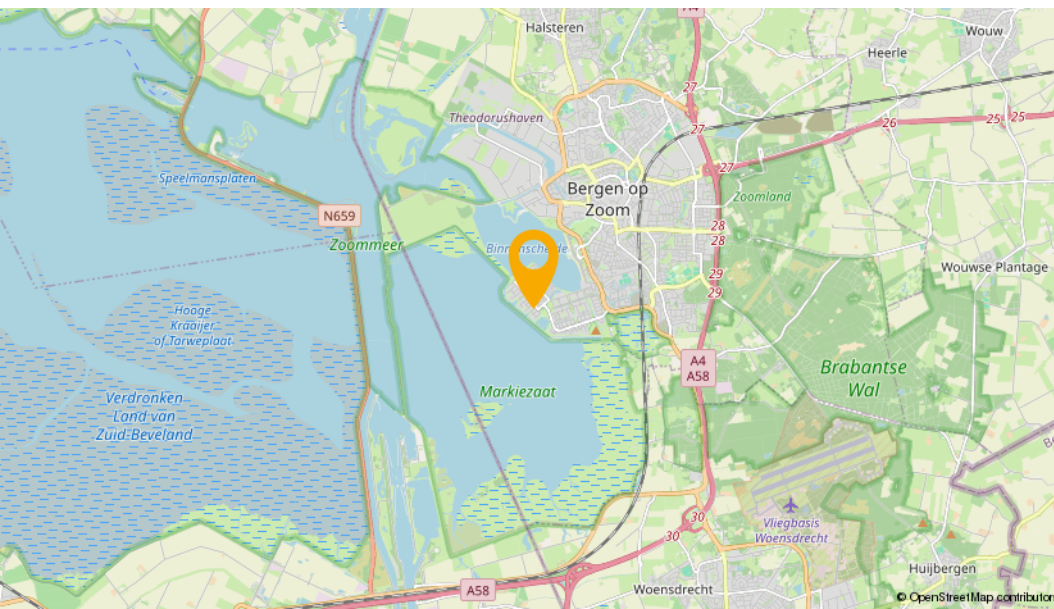 A4
Halsteren
Wouw
Heerle
27
Theodorushaven
27
26
25
25
27
Speelmansplaten
Bergen op
Zoom
Zoomland
N659
Zoommeer
28
28
Binnenschelde
Wouwse Plantage
29
29
Hooge
Kraaijer
of Tarweplaat
A4
A58
Brabantse
Wal
Markiezaat
Verdronken
Land van
Zuid-Beveland
30
30
Vliegbasis
Woensdrecht
Huijbergen
A58
Woensdrecht
© OpenStreetMap contributor